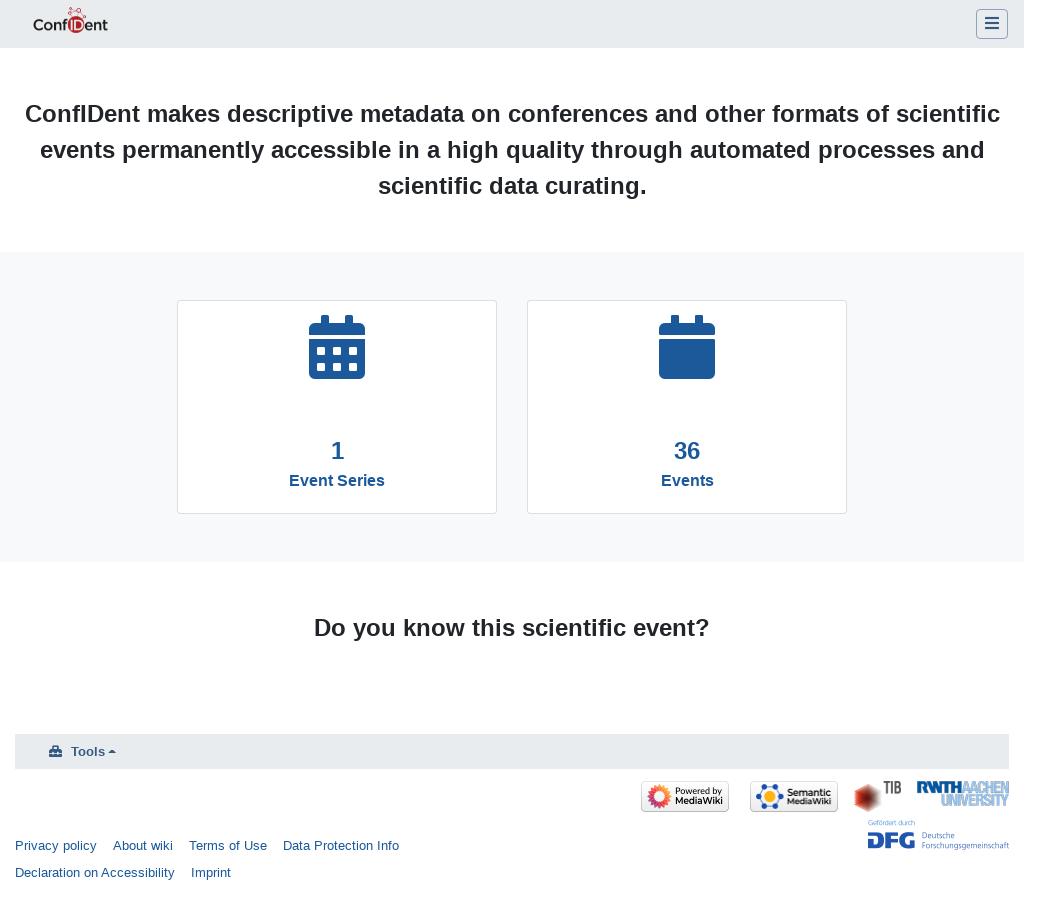 ConfIDent
ConfIDent makes descriptive metadata on conferences and other formats of scientific
events permanently accessible in a high quality through automated processes and
scientific data curating.
1
Event Series
36
Events
Do you know this scientific event?
Tools
Powered by
MediaWiki
Semantic
MediaWiki
TIB
RWTHAACHEN
UNIVERSITY
Gefördert durch
DFG Deutsche
Forschungsgemeinschaft
Privacy policy About wiki Terms of Use Data Protection Info
Declaration on Accessibility Imprint